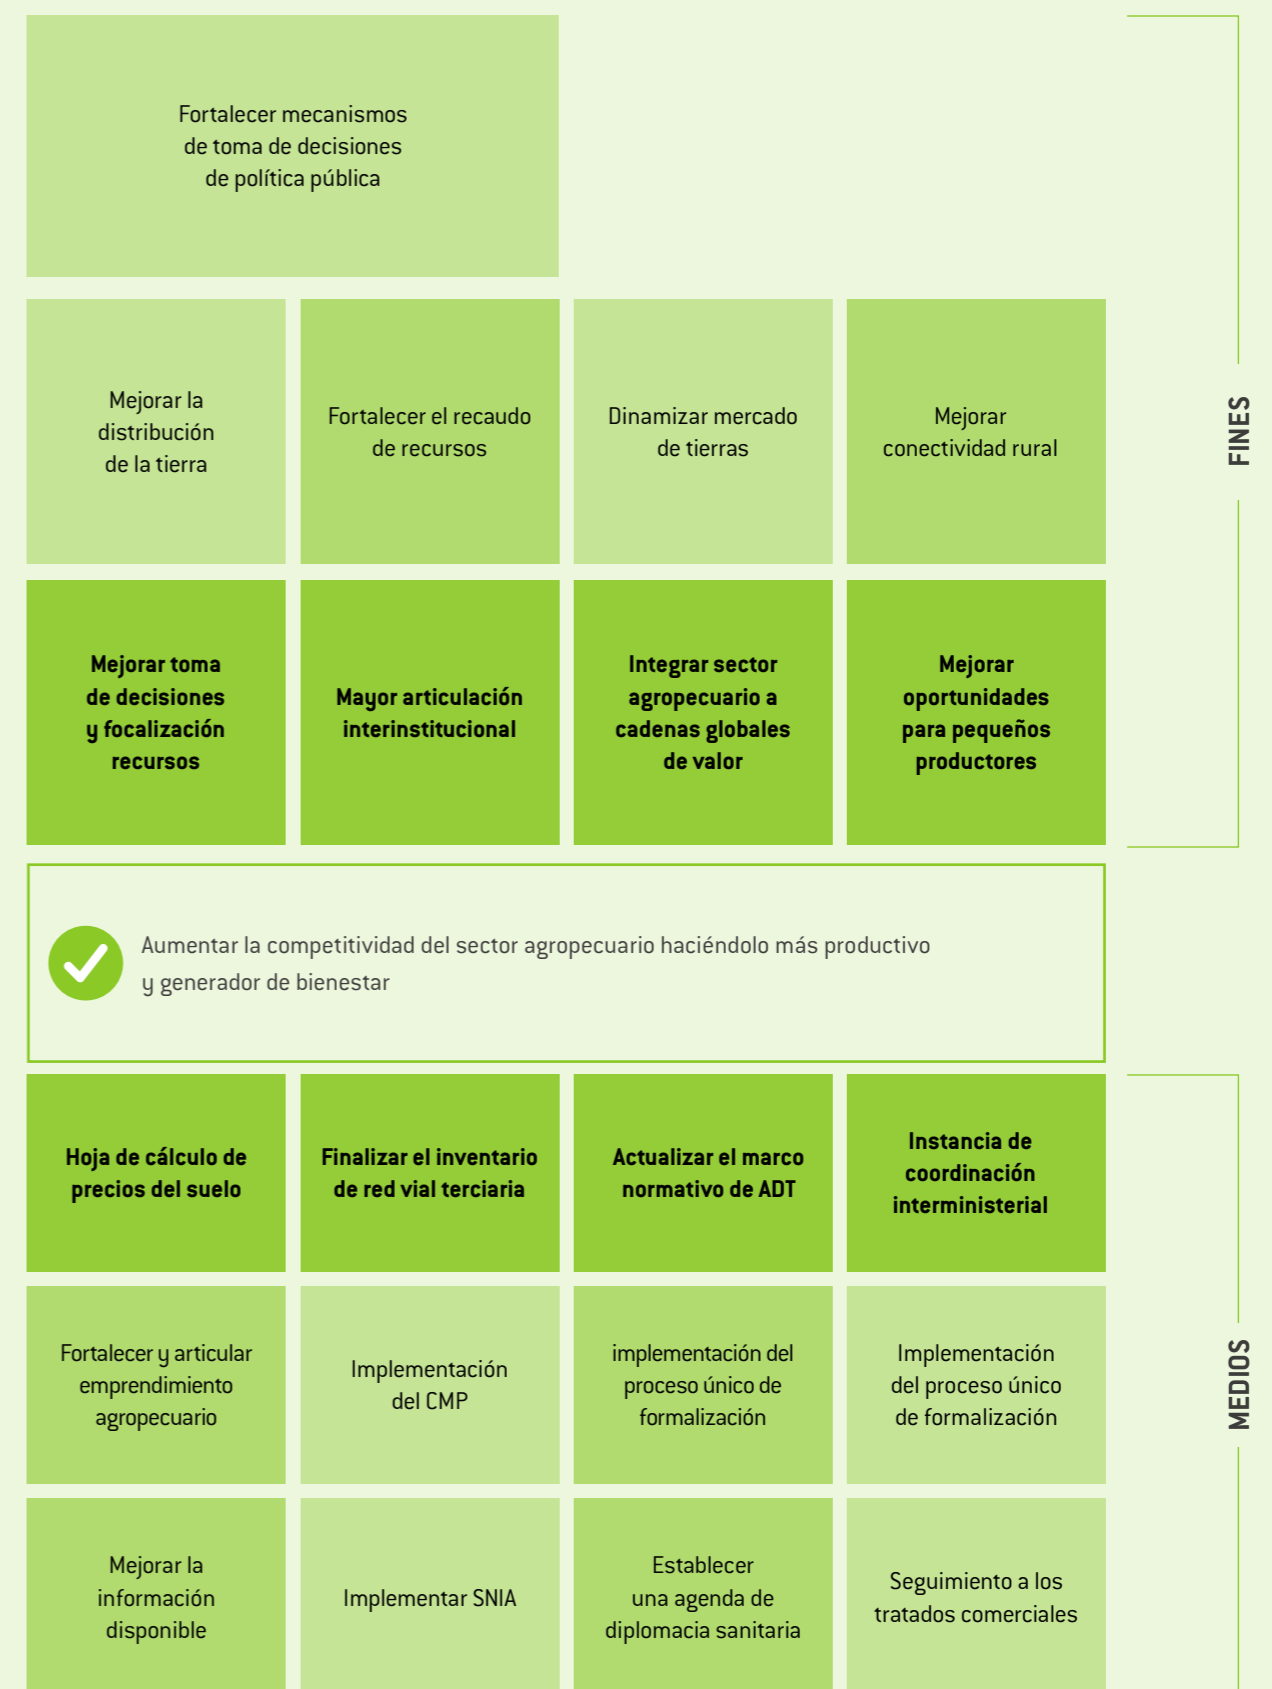 Fortalecer mecanismos
de toma de decisiones
de política pública
Mejorar la
distribución
de la tierra
Fortalecer el recaudo
de recursos
Dinamizar mercado
de tierras
Mejorar
conectividad rural
FINES
Mejorar toma
de decisiones
y focalización
recursos
Mayor articulación
interinstitucional
Integrar sector
agropecuario a
cadenas globales
de valor
Mejorar
oportunidades
para pequeños
productores
Aumentar la competitividad del sector agropecuario haciéndolo más productivo
y generador de bienestar
Hoja de cálculo de
precios del suelo
Finalizar el inventario
de red vial terciaria
Actualizar el marco
normativo de ADT
Instancia de
coordinación
interministerial
Fortalecer y articular
emprendimiento
agropecuario
Implementación
del CMP
implementación del
proceso único de
formalización
Implementación
del proceso único
de formalización
MEDIOS
Mejorar la
información
disponible
Implementar SNIA
Establecer
una agenda de
diplomacia sanitaria
Seguimiento a los
tratados comerciales